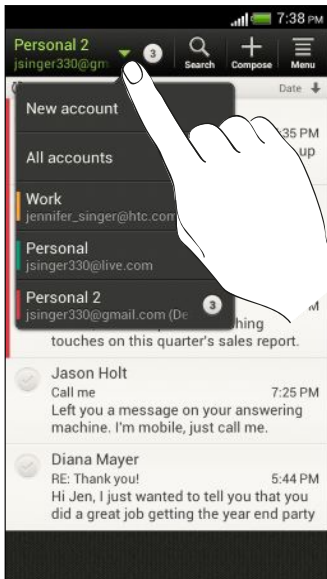 7:38 PM
Personal 2
jsinger330@gm
3
Search
Compose
Menu
Date
New account
:35 PM
up
All accounts
Work
jennifer_singer@htc.com
Personal
jsinger330@live.com
Personal 2
jsinger330@gmail.com (De
3
M
hing
touches on this quarter's sales report.
Jason Holt
Call me 7:25 PM
Left you a message on your answering
machine. I'm mobile, just call me.
Diana Mayer
RE: Thank you! 5:44 PM
Hi Jen, I just wanted to tell you that you
did a great job getting the year end party